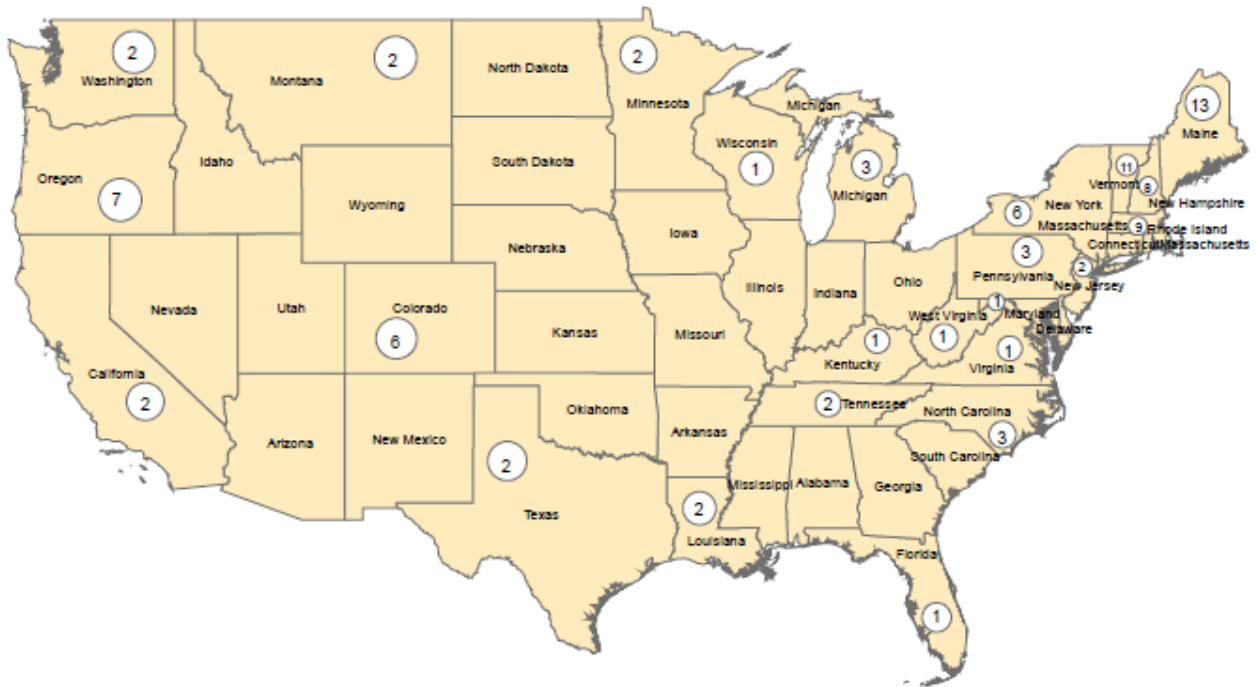 2
Washington
2
Montana
North Dakota
2
Minnesota
Michigan
13
Maine
Wisconsin
1
3
Michigan
Idaho
South Dakota
Oregon
7
Wyoming
11
Vermont
8
New Hampshire
New York
6
Massachusetts
9
Rhode Island
Connecticut
Massachusetts
Iowa
Nebraska
3
Pennsylvania
2
New Jersey
Nevada
Utah
Colorado
6
Illinois
Indiana
Ohio
West Virginia
1
1
Maryland
Delaware
Kansas
Missouri
1
Kentucky
1
Virginia
California
2
2
Tennessee
North Carolina
3
Oklahoma
Arkansas
Arizona
New Mexico
South Carolina
2
Texas
Mississippi
Alabama
Georgia
2
Louisiana
Florida
1